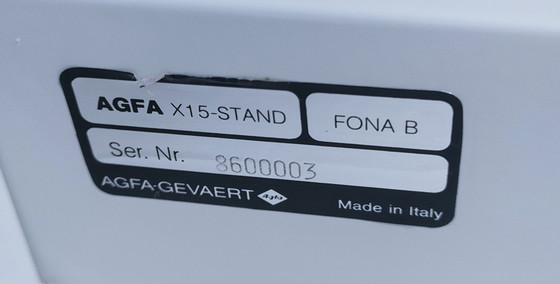 AGFA X15-STAND FONA B
Ser. Nr. 8600003
AGFA-GEVAERT Agfa
Made in Italy